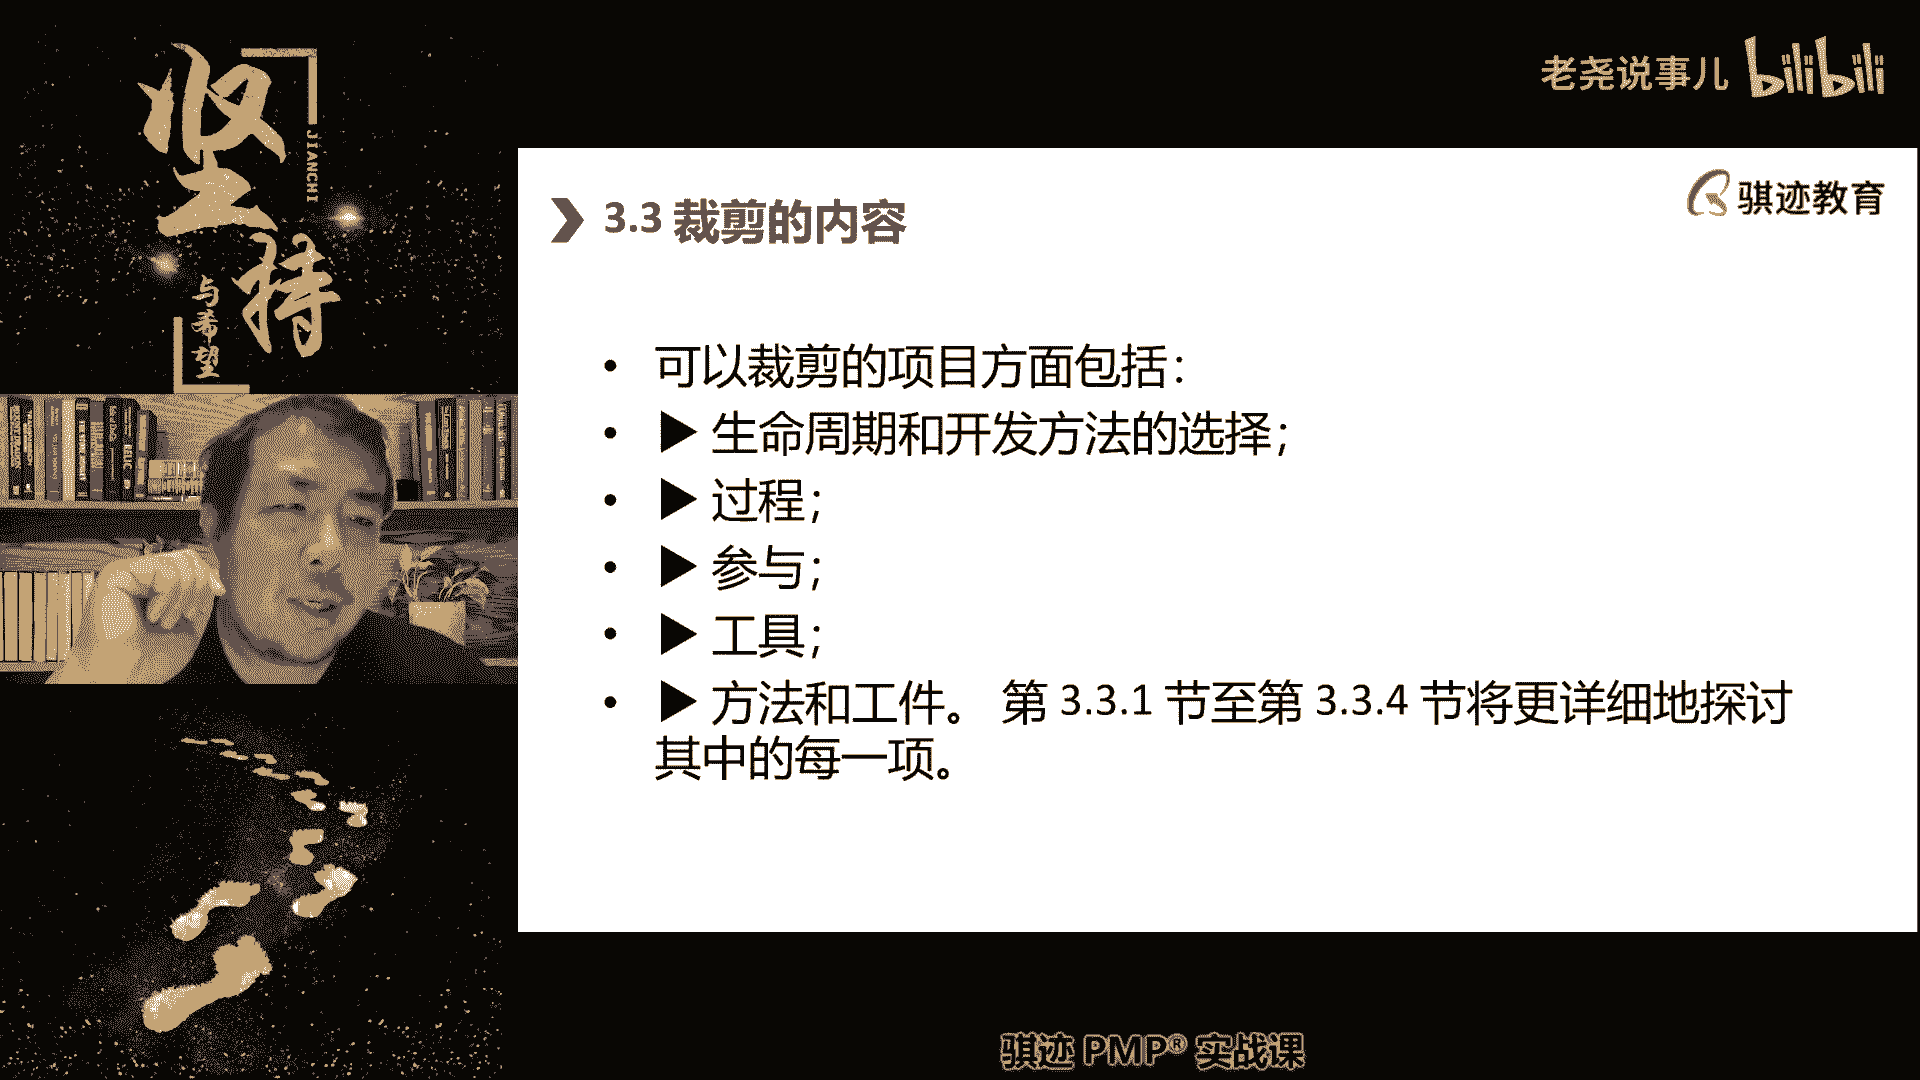 坚持
JIANCHI
与希望
老尧说事儿 bilibili
骐迹教育
3.3 裁剪的内容
• 可以裁剪的项目方面包括：
• ▶ 生命周期和开发方法的选择；
• ▶ 过程；
• ▶ 参与；
• ▶ 工具；
• ▶ 方法和工件。 第 3.3.1 节至第 3.3.4 节将更详细地探讨
其中的每一项。
骐迹 PMP® 实战课